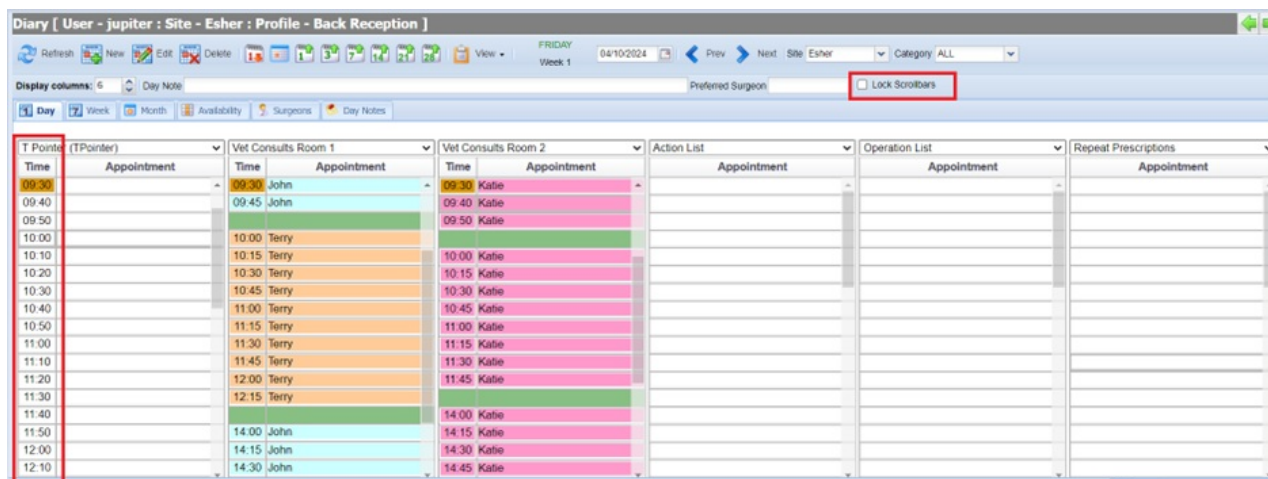 Diary [ User - jupiter : Site - Esher : Profile - Back Reception ]
Refresh New Edit Delete 1 3 7 14 21 28 View FRIDAY Week 1 04/10/2024 Prev Next Site Esher Category ALL
Display columns: 6 Day Note Preferred Surgeon Lock Scrollbars
1 Day 7 Week Month Availability Surgeons Day Notes
T Pointe (TPointer) Vet Consults Room 1 Vet Consults Room 2 Action List Operation List Repeat Prescriptions
Time Appointment Time Appointment Time Appointment Appointment Appointment Appointment
09:30 09:30 John 09:30 Katie
09:40 09:45 John 09:40 Katie
09:50 09:50 Katie
10:00 10:00 Terry
10:10 10:15 Terry 10:00 Katie
10:20 10:30 Terry 10:15 Katie
10:30 10:45 Terry 10:30 Katie
10:40 11:00 Terry 10:45 Katie
10:50 11:15 Terry 11:00 Katie
11:00 11:30 Terry 11:15 Katie
11:10 11:45 Terry 11:30 Katie
11:20 12:00 Terry 11:45 Katie
11:30 12:15 Terry
11:40 14:00 Katie
11:50 14:00 John 14:15 Katie
12:00 14:15 John 14:30 Katie
12:10 14:30 John 14:45 Katie